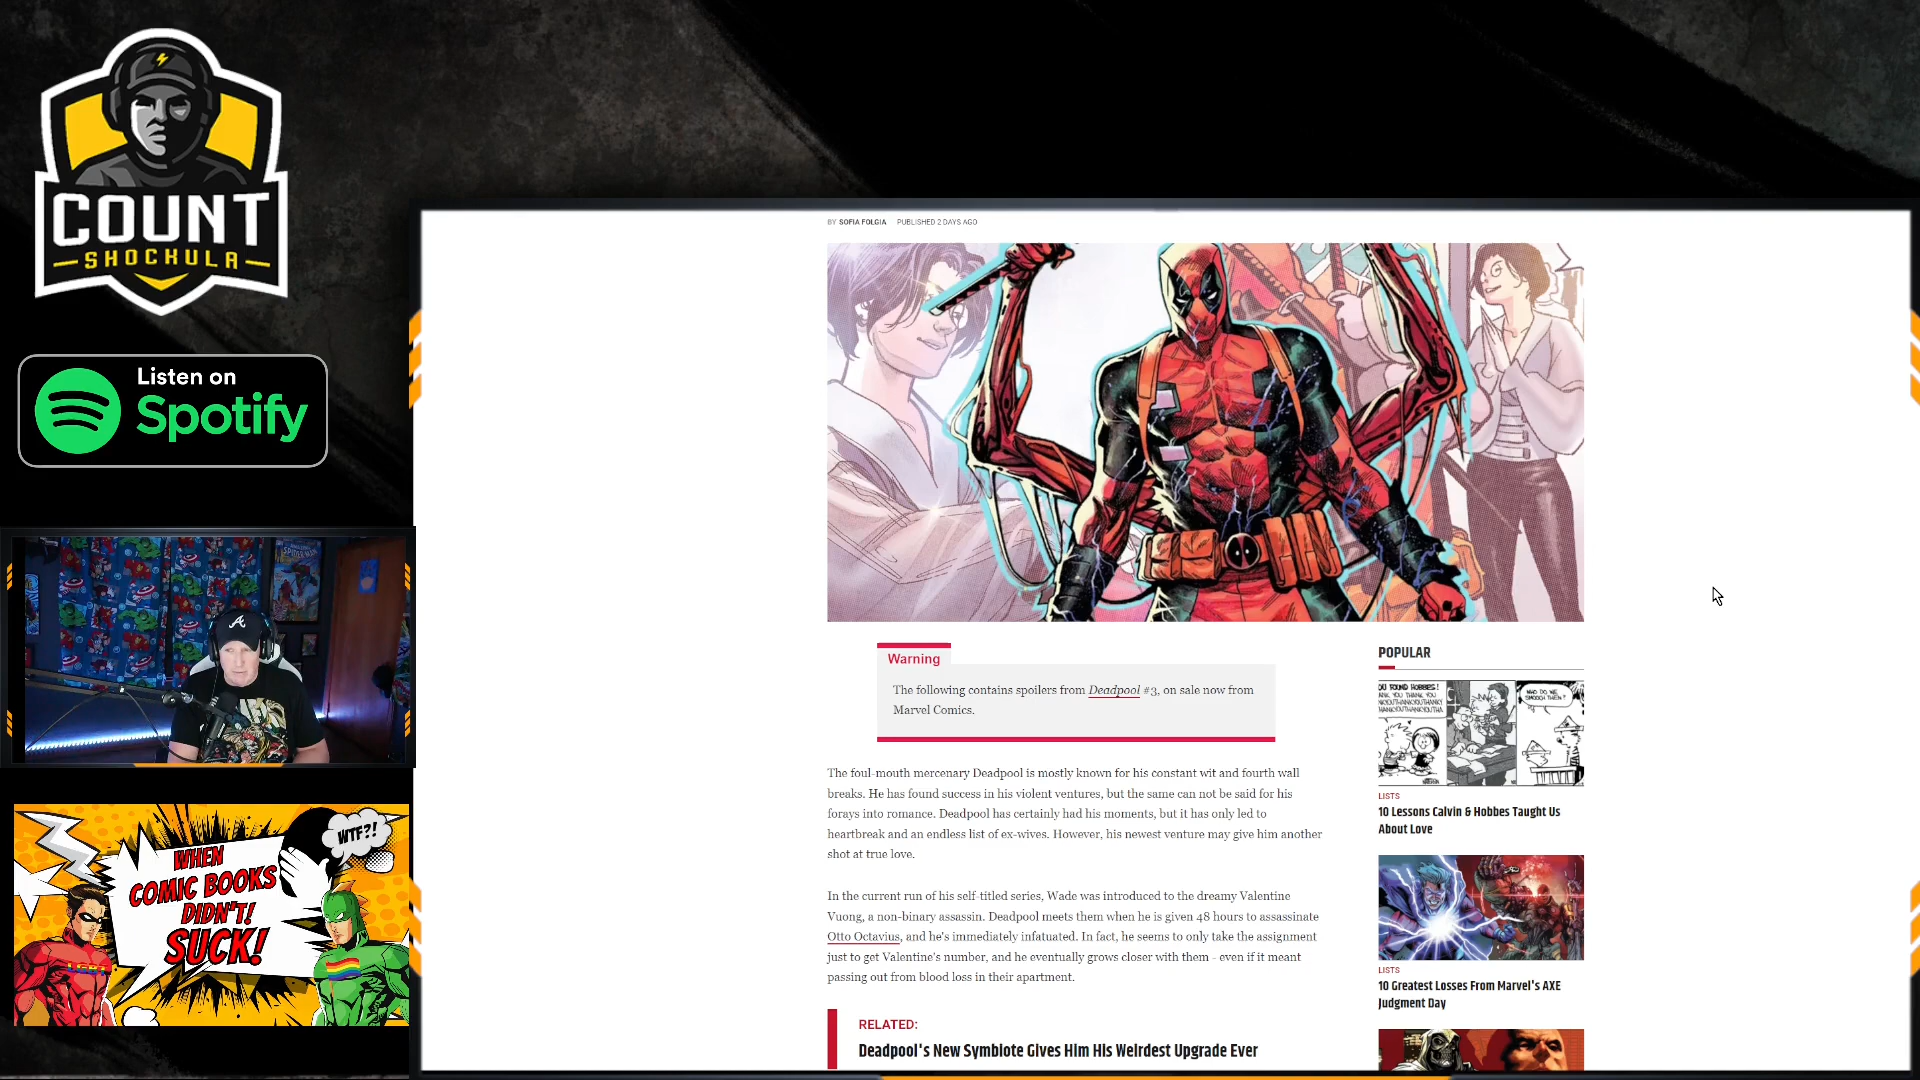 COUNT
SHOCKULA
Listen on
Spotify
A
WTF?!
WHEN
COMIC BOOKS
DIDN'T!
SUCK!
LGBT
BY SOFIA FOLGIA PUBLISHED 2 DAYS AGO
Warning
The following contains spoilers from Deadpool #3, on sale now from
Marvel Comics.
The foul-mouth mercenary Deadpool is mostly known for his constant wit and fourth wall
breaks. He has found success in his violent ventures, but the same can not be said for his
forays into romance. Deadpool has certainly had his moments, but it has only led to
heartbreak and an endless list of ex-wives. However, his newest venture may give him another
shot at true love.
In the current run of his self-titled series, Wade was introduced to the dreamy Valentine
Vuong, a non-binary assassin. Deadpool meets them when he is given 48 hours to assassinate
Otto Octavius, and he's immediately infatuated. In fact, he seems to only take the assignment
just to get Valentine's number, and he eventually grows closer with them - even if it meant
passing out from blood loss in their apartment.
RELATED:
Deadpool's New Symbiote Gives Him His Weirdest Upgrade Ever
POPULAR
LISTS
10 Lessons Calvin & Hobbes Taught Us
About Love
LISTS
10 Greatest Losses From Marvel's AXE
Judgment Day